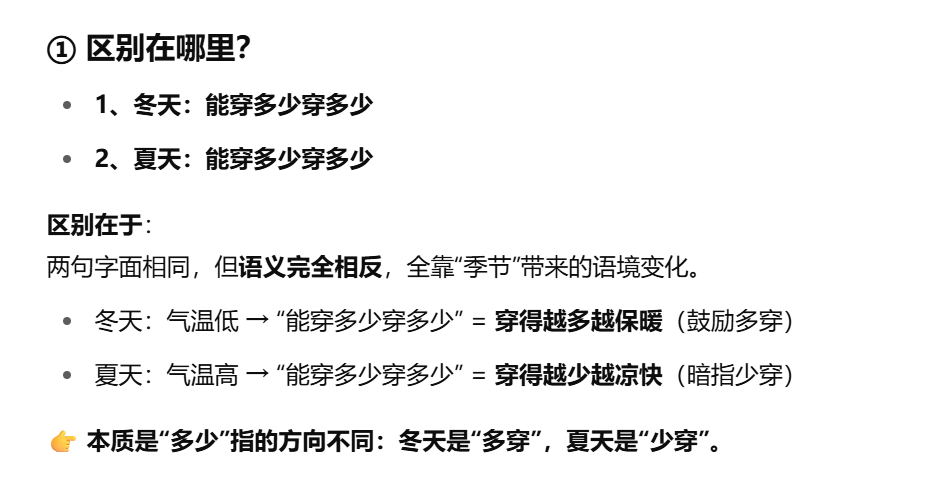 ① 区别在哪里？
• 1、冬天：能穿多少穿多少
• 2、夏天：能穿多少穿多少
区别在于：
两句字面相同，但语义完全相反，全靠“季节”带来的语境变化。
• 冬天：气温低 → “能穿多少穿多少” = 穿得越多越保暖（鼓励多穿）
• 夏天：气温高 → “能穿多少穿多少” = 穿得越少越凉快（暗指少穿）
👉 本质是“多少”指的方向不同：冬天是“多穿”，夏天是“少穿”。